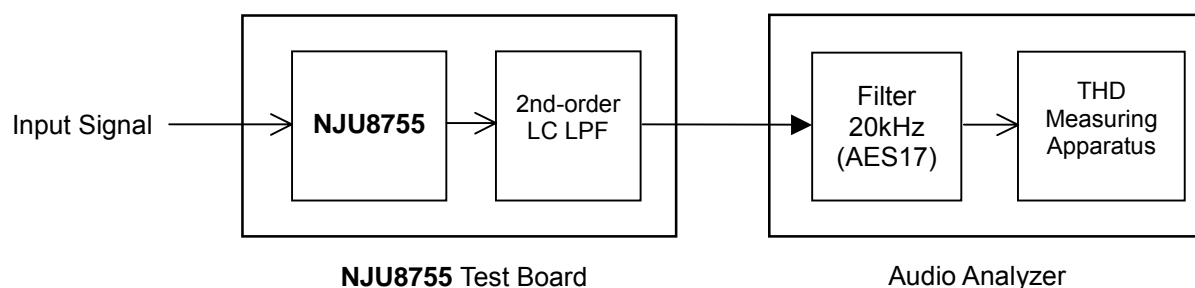 Input Signal
NJU8755
2nd-order
LC LPF
Filter
20kHz
(AES17)
THD
Measuring
Apparatus
NJU8755 Test Board
Audio Analyzer